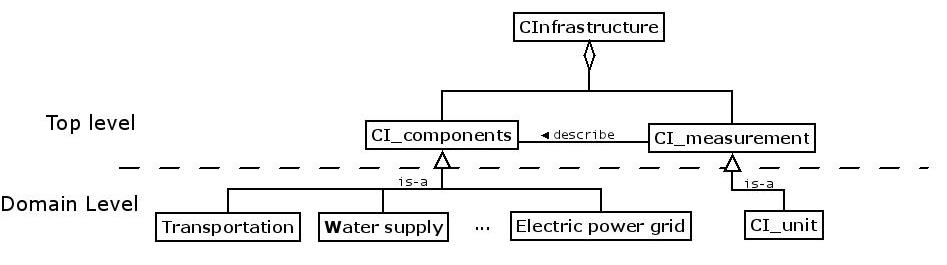 CInfrastructure
Top level
CI_components
◄ describe
CI_measurement
is-a
is-a
Domain Level
Transportation
Water supply
...
Electric power grid
CI_unit